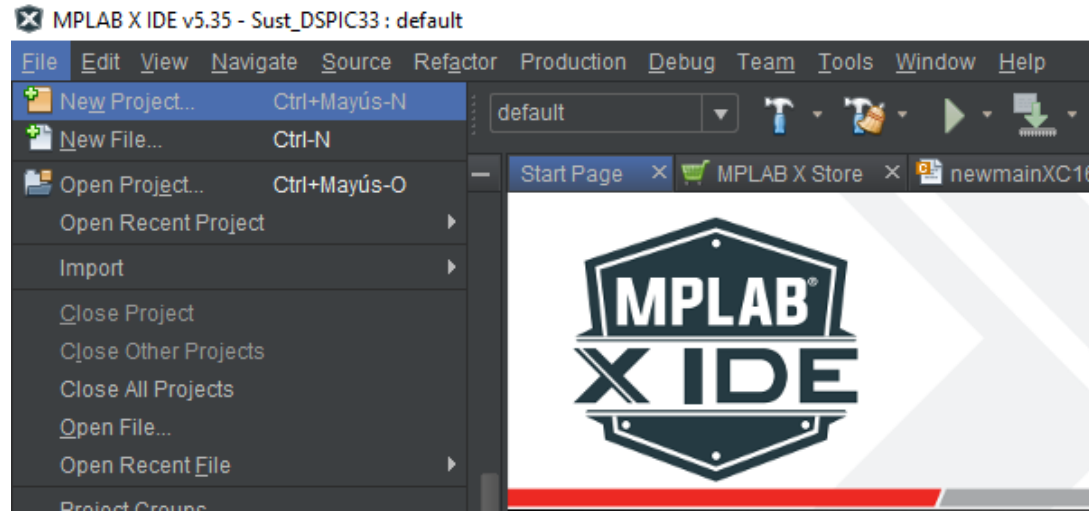 MPLAB X IDE v5.35 - Sust_DSPIC33 : default
File Edit View Navigate Source Refactor Production Debug Team Tools Window Help
New Project... Ctrl+Mayús-N
default
New File... Ctrl-N
Open Project... Ctrl+Mayús-O
Start Page MPLAB X Store newmainXC16
Open Recent Project
Import
Close Project
Close Other Projects
Close All Projects
Open File...
Open Recent File
Project Groups
MPLAB®
X IDE